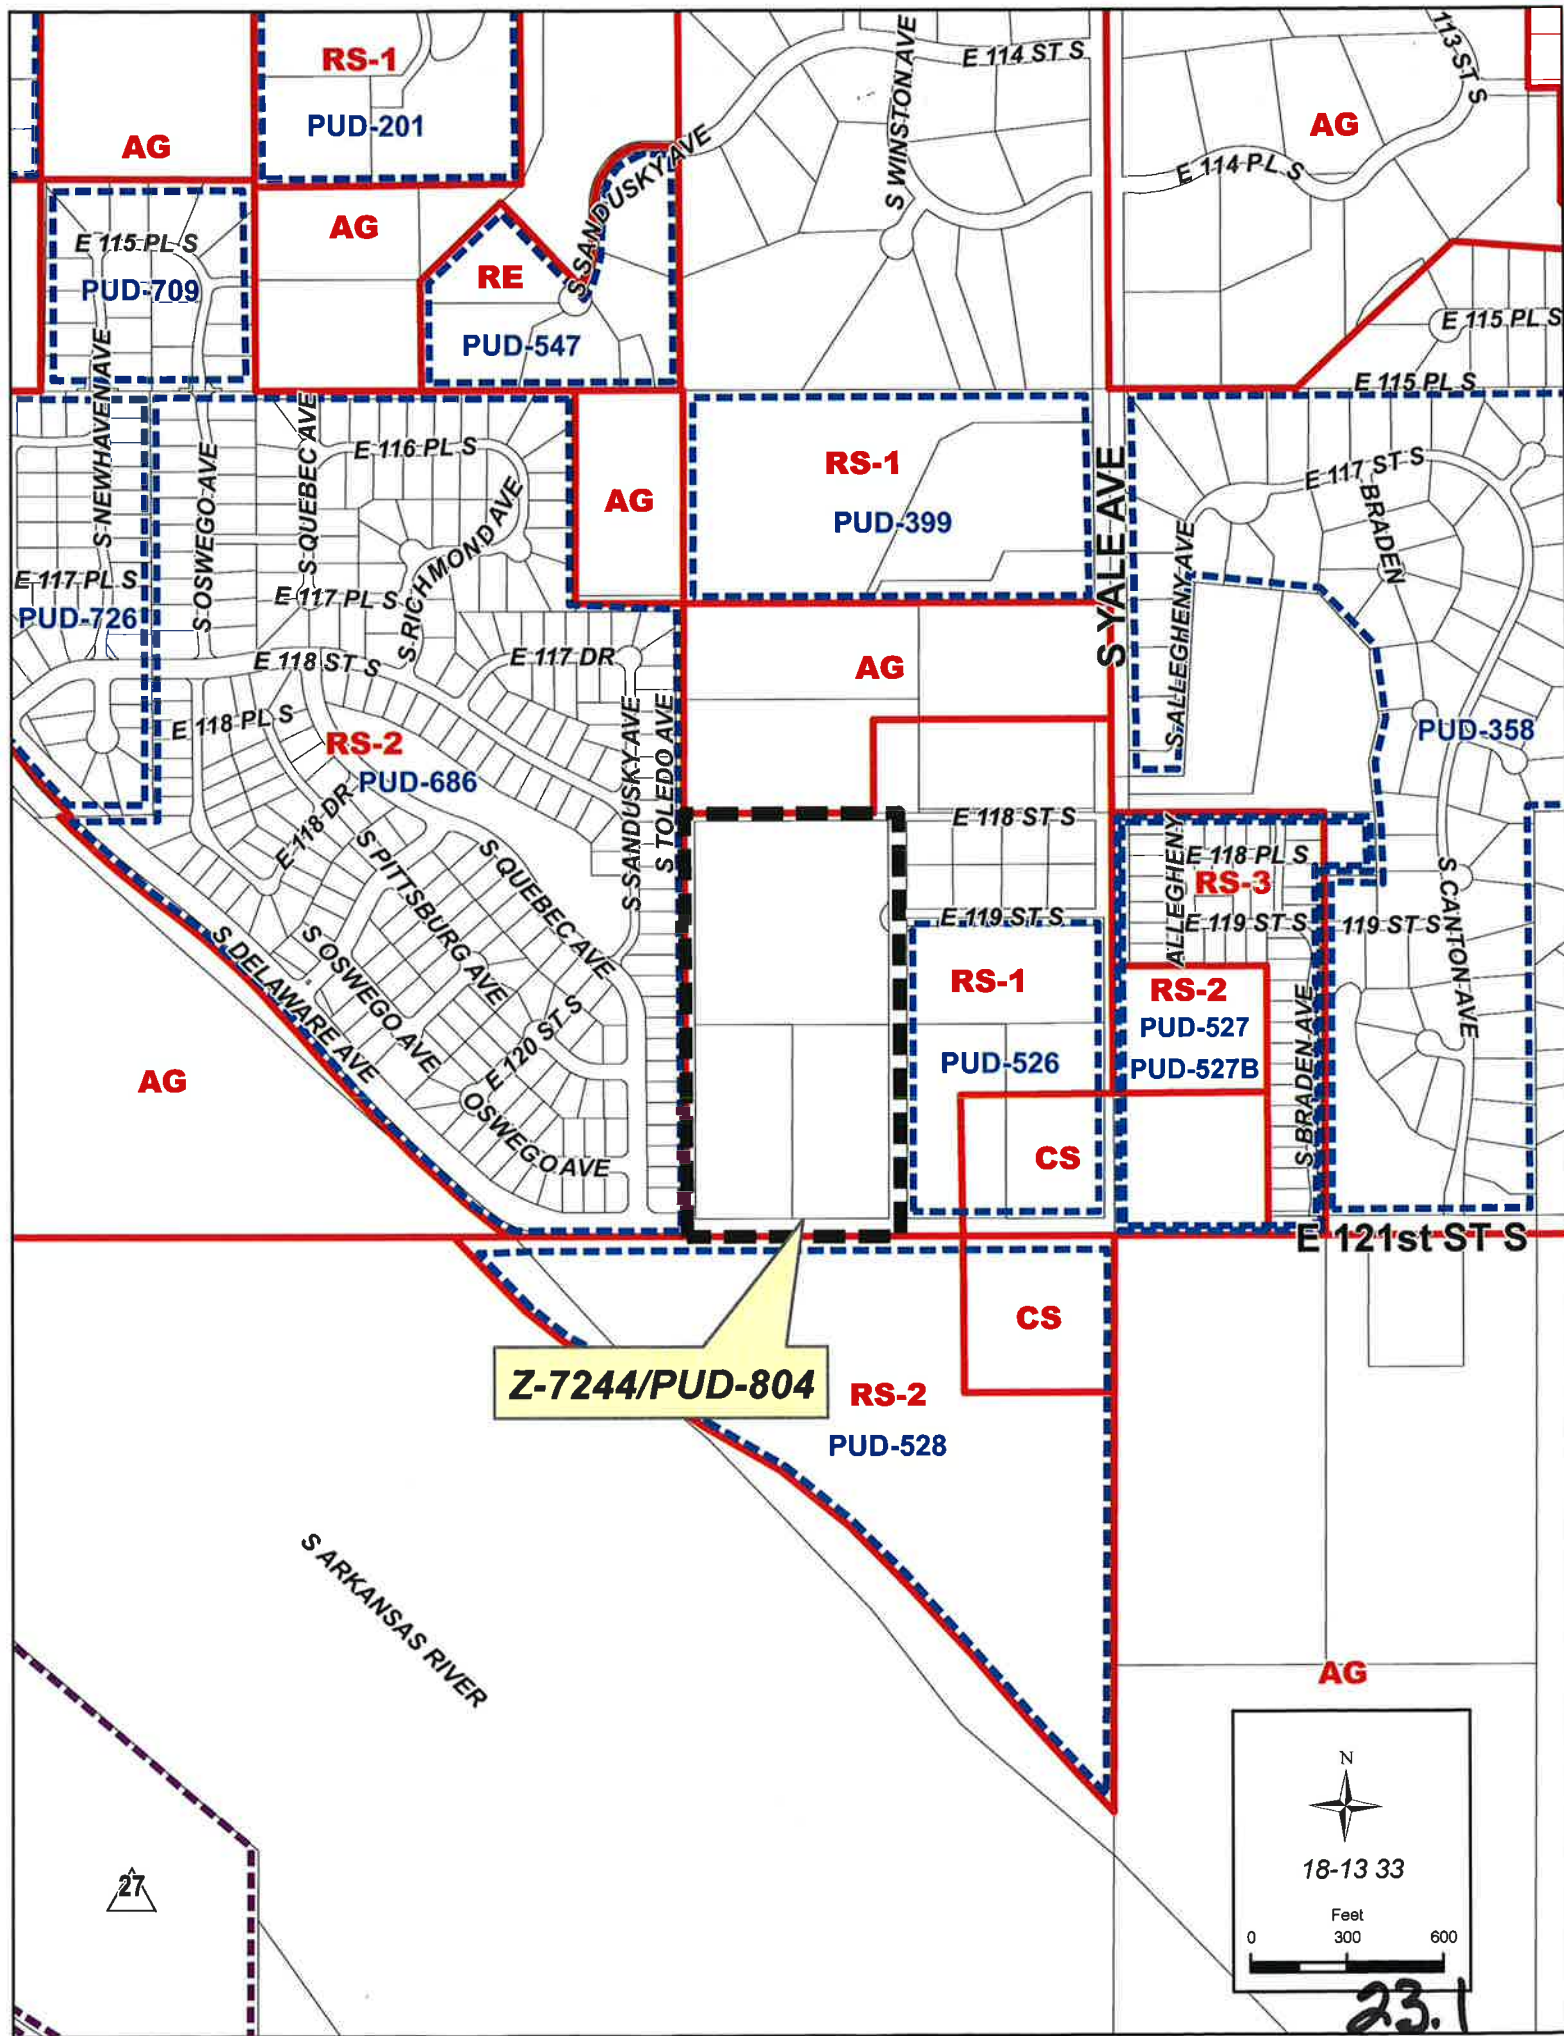 RS-1
PUD-201
AG
E 114 ST S
S WINSTON AVE
113 ST S
AG
E 114 PL S
S SANDUSKY AVE
E 115 PL S
PUD-709
AG
RE
PUD-547
E 115 PL S
E 115 PL S
S NEWHAVEN AVE
S OSWEGO AVE
S QUEBEC AVE
E 116 PL S
S RICHMOND AVE
AG
RS-1
PUD-399
S YALE AVE
E 117 ST S
BRADEN
S ALLEGHENY AVE
E 117 PL S
PUD-726
E 117 PL S
E 118 ST S
E 117 DR
AG
E 118 PL S
RS-2
PUD-686
S SANDUSKY AVE
S TOLEDO AVE
PUD-358
E 118 DR
S PITTSBURG AVE
S QUEBEC AVE
E 118 ST S
ALLEGHENY
E 118 PL S
RS-3
S CANTON AVE
E 119 ST S
E 119 ST S
119 ST S
S DELAWARE AVE
S OSWEGO AVE
RS-1
RS-2
PUD-527
PUD-527B
S BRADEN AVE
E 120 ST S
PUD-526
AG
OSWEGO AVE
CS
E 121st ST S
CS
Z-7244/PUD-804
RS-2
PUD-528
S ARKANSAS RIVER
AG
N
18-13 33
Feet
0 300 600
27
23.1